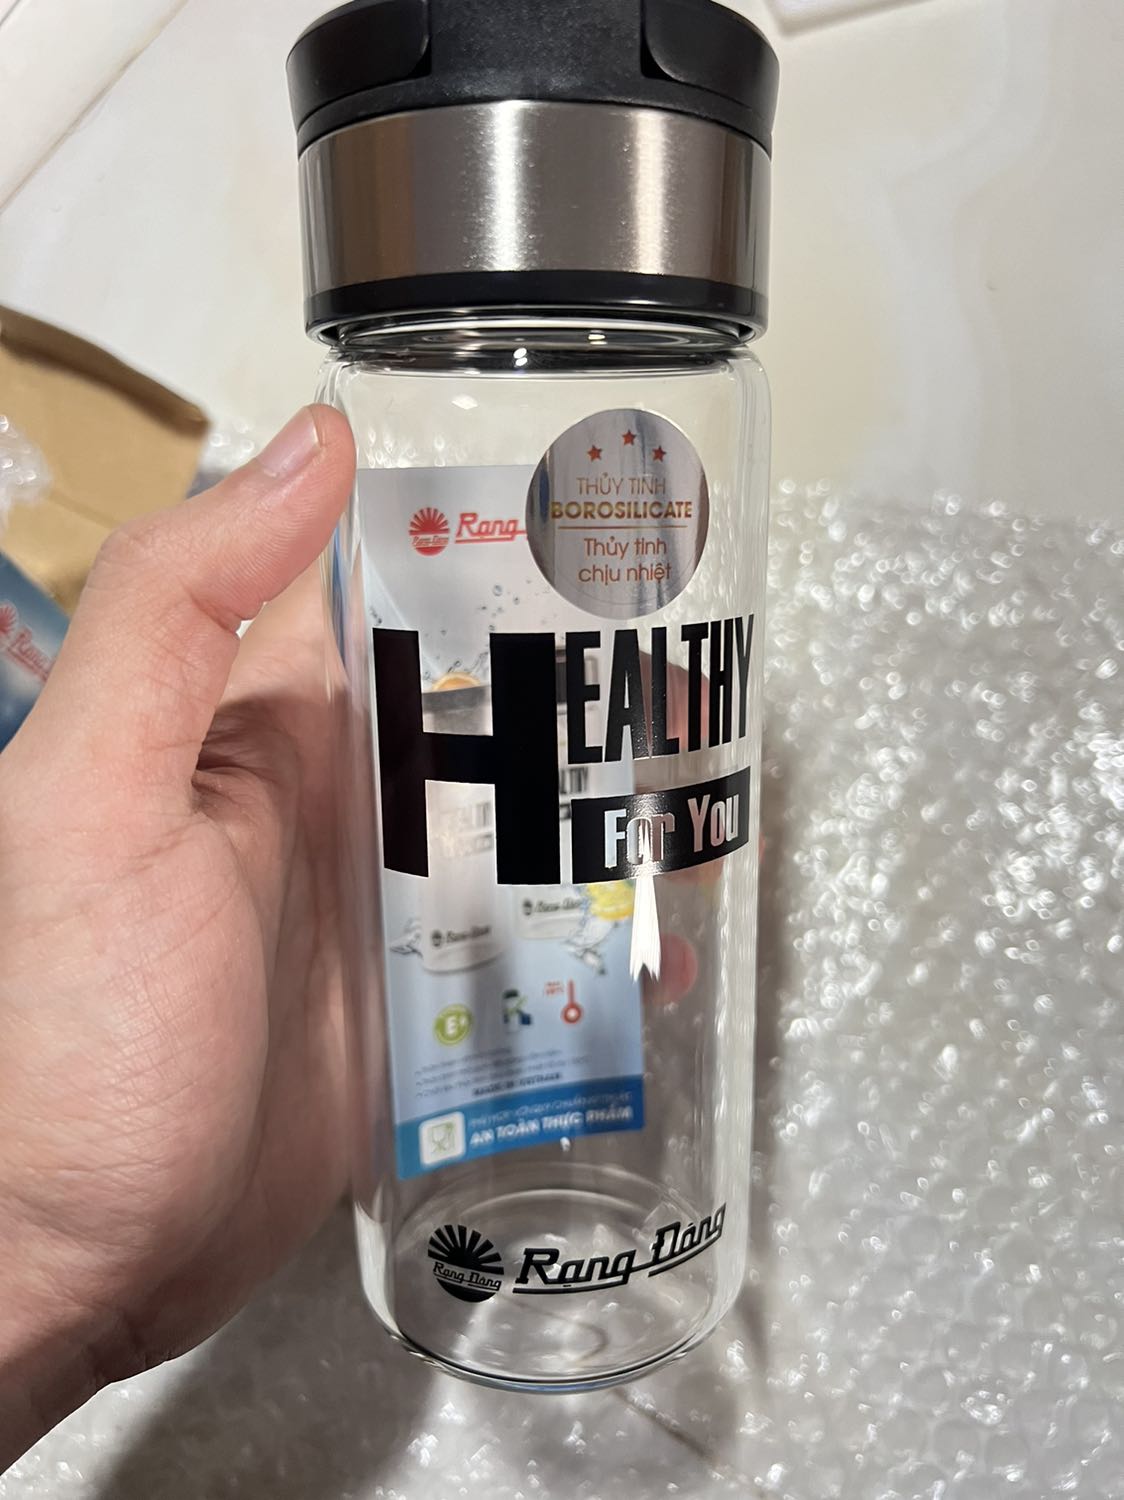 THỦY TINH
BOROSILICATE
Thủy tinh
chịu nhiệt
Rạng
HEALTHY
For You
E+
AN TOÀN THỰC PHẨM
Rạng Đông
Rạng Đông